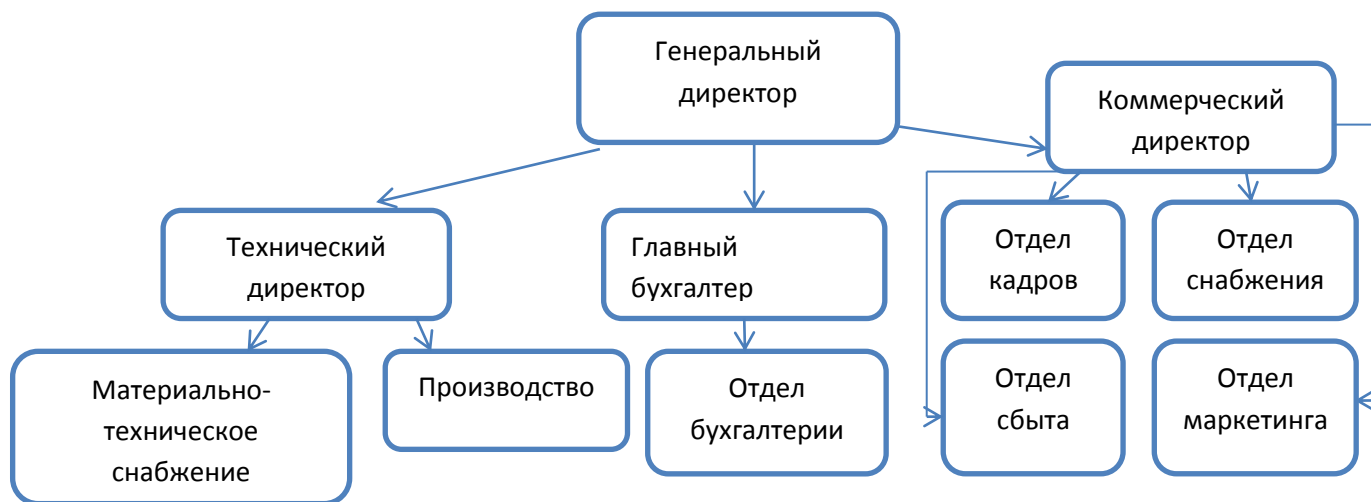 Генеральный
директор
Коммерческий
директор
Технический
директор
Главный
бухгалтер
Отдел
кадров
Отдел
снабжения
Материально-
техническое
снабжение
Производство
Отдел
бухгалтерии
Отдел
сбыта
Отдел
маркетинга